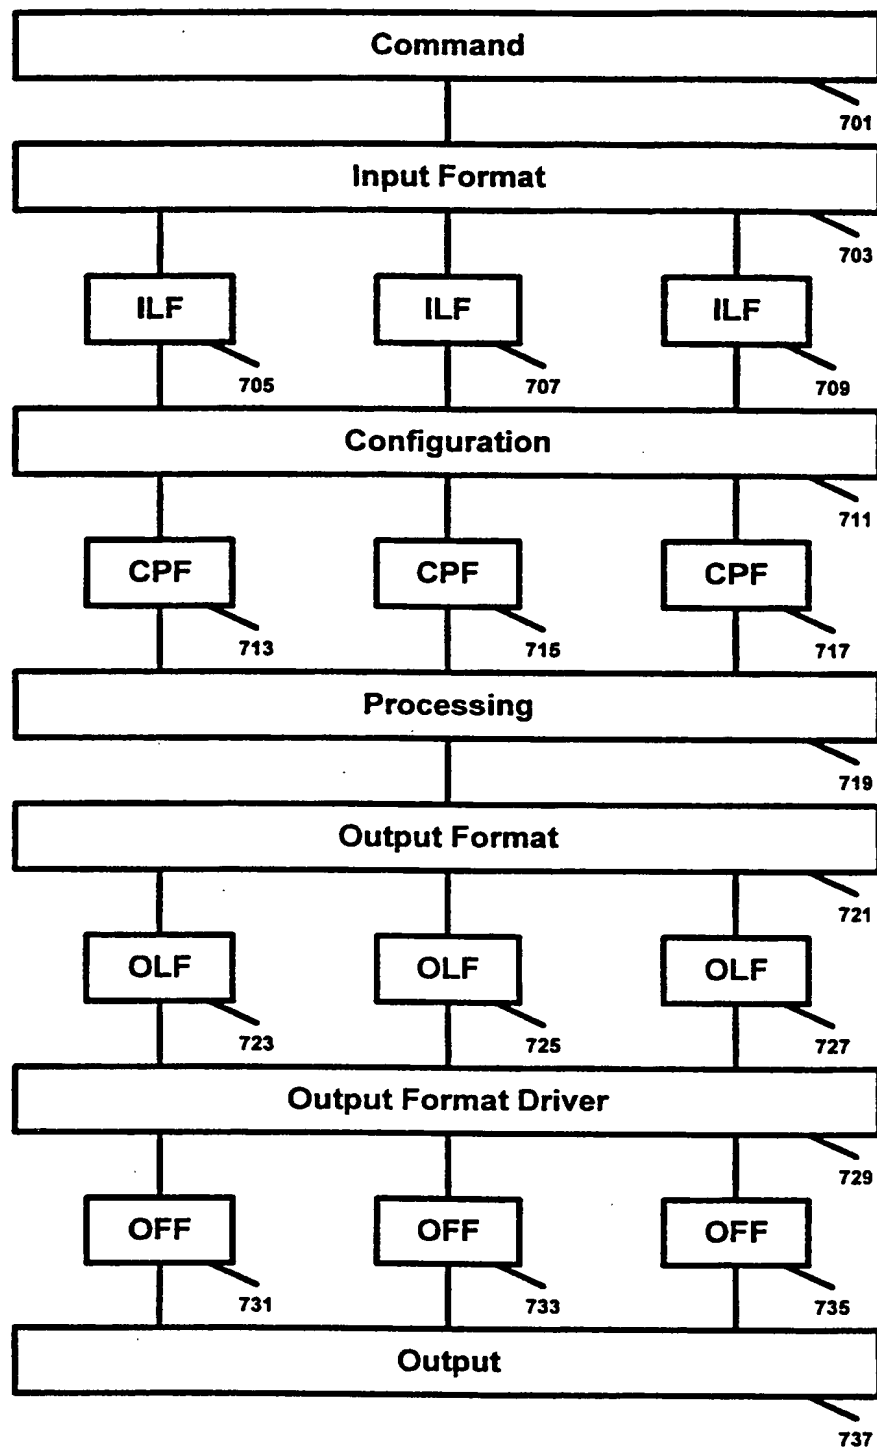 Command
701
Input Format
703
ILF ILF ILF
705 707 709
Configuration
711
CPF CPF CPF
713 715 717
Processing
719
Output Format
721
OLF OLF OLF
723 725 727
Output Format Driver
729
OFF OFF OFF
731 733 735
Output
737